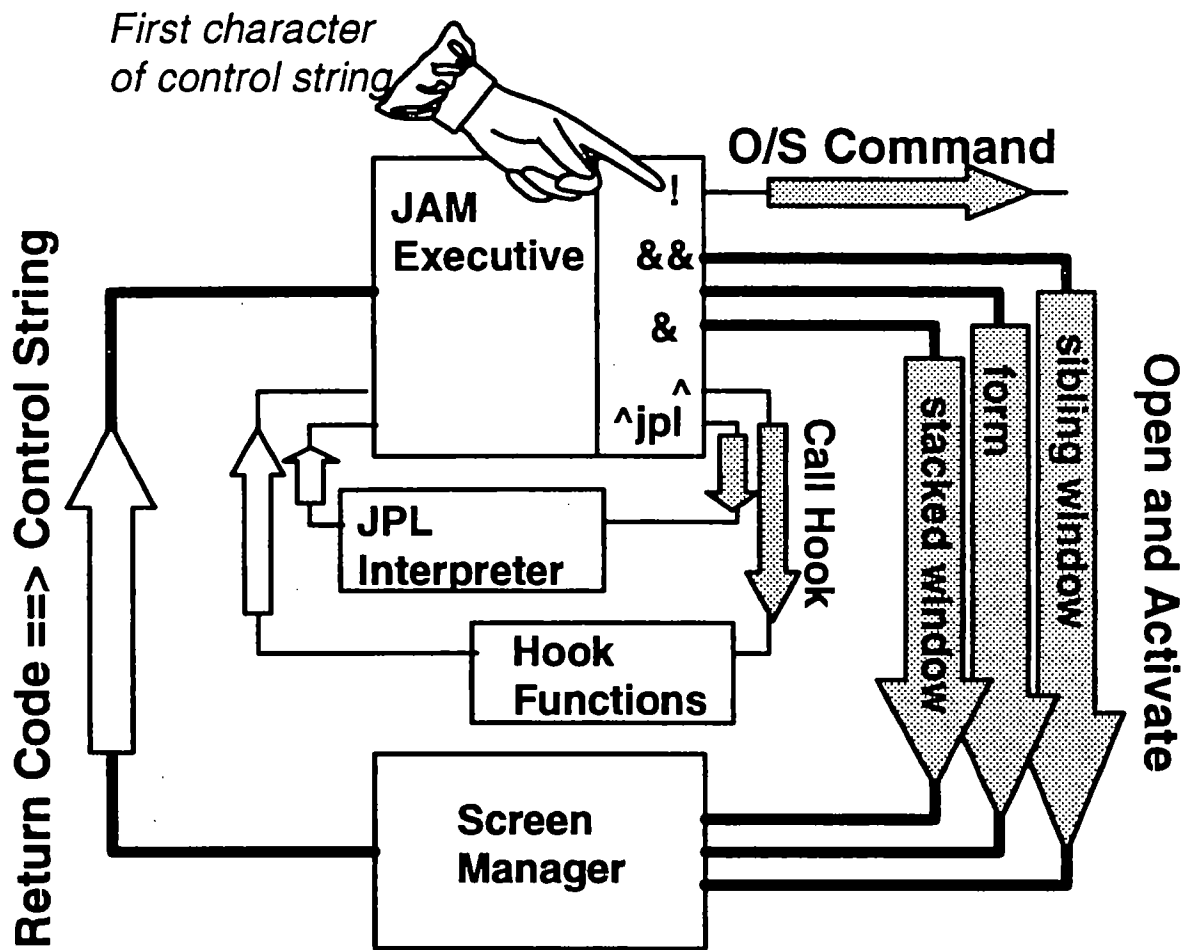 First character
of control string
O/S Command
JAM
Executive
!
&&
&
^
^jpl
Call Hook
stacked window
form
sibling window
Open and Activate
Return Code ==> Control String
JPL
Interpreter
Hook
Functions
Screen
Manager